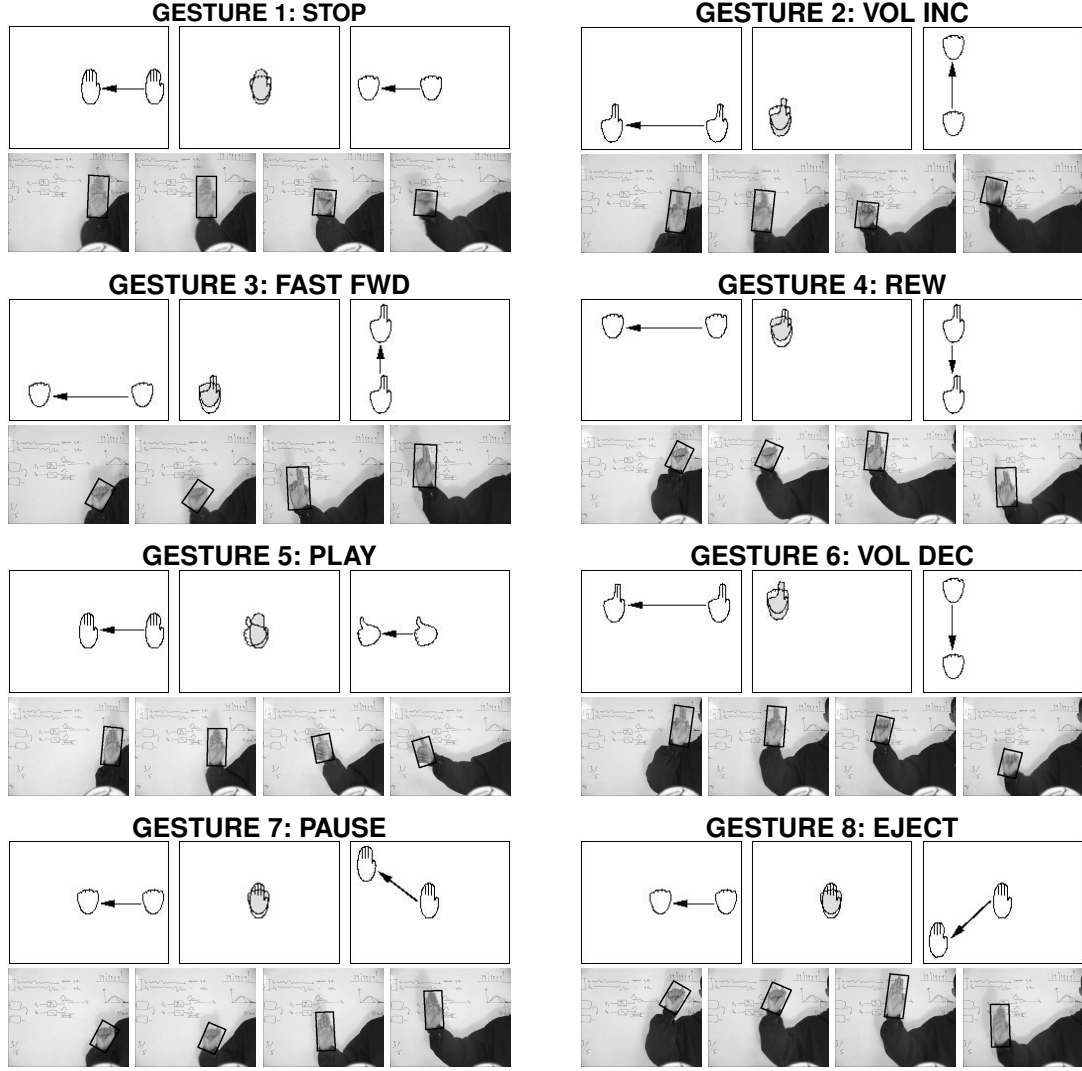 GESTURE 1: STOP
GESTURE 2: VOL INC
GESTURE 3: FAST FWD
GESTURE 4: REW
GESTURE 5: PLAY
GESTURE 6: VOL DEC
GESTURE 7: PAUSE
GESTURE 8: EJECT